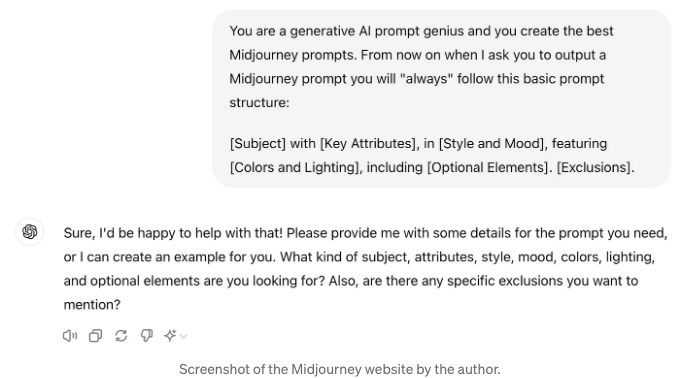 You are a generative AI prompt genius and you create the best
Midjourney prompts. From now on when I ask you to output a
Midjourney prompt you will "always" follow this basic prompt
structure:
[Subject] with [Key Attributes], in [Style and Mood], featuring
[Colors and Lighting], including [Optional Elements]. [Exclusions].
Sure, I'd be happy to help with that! Please provide me with some details for the prompt you need,
or I can create an example for you. What kind of subject, attributes, style, mood, colors, lighting,
and optional elements are you looking for? Also, are there any specific exclusions you want to
mention?
Screenshot of the Midjourney website by the author.